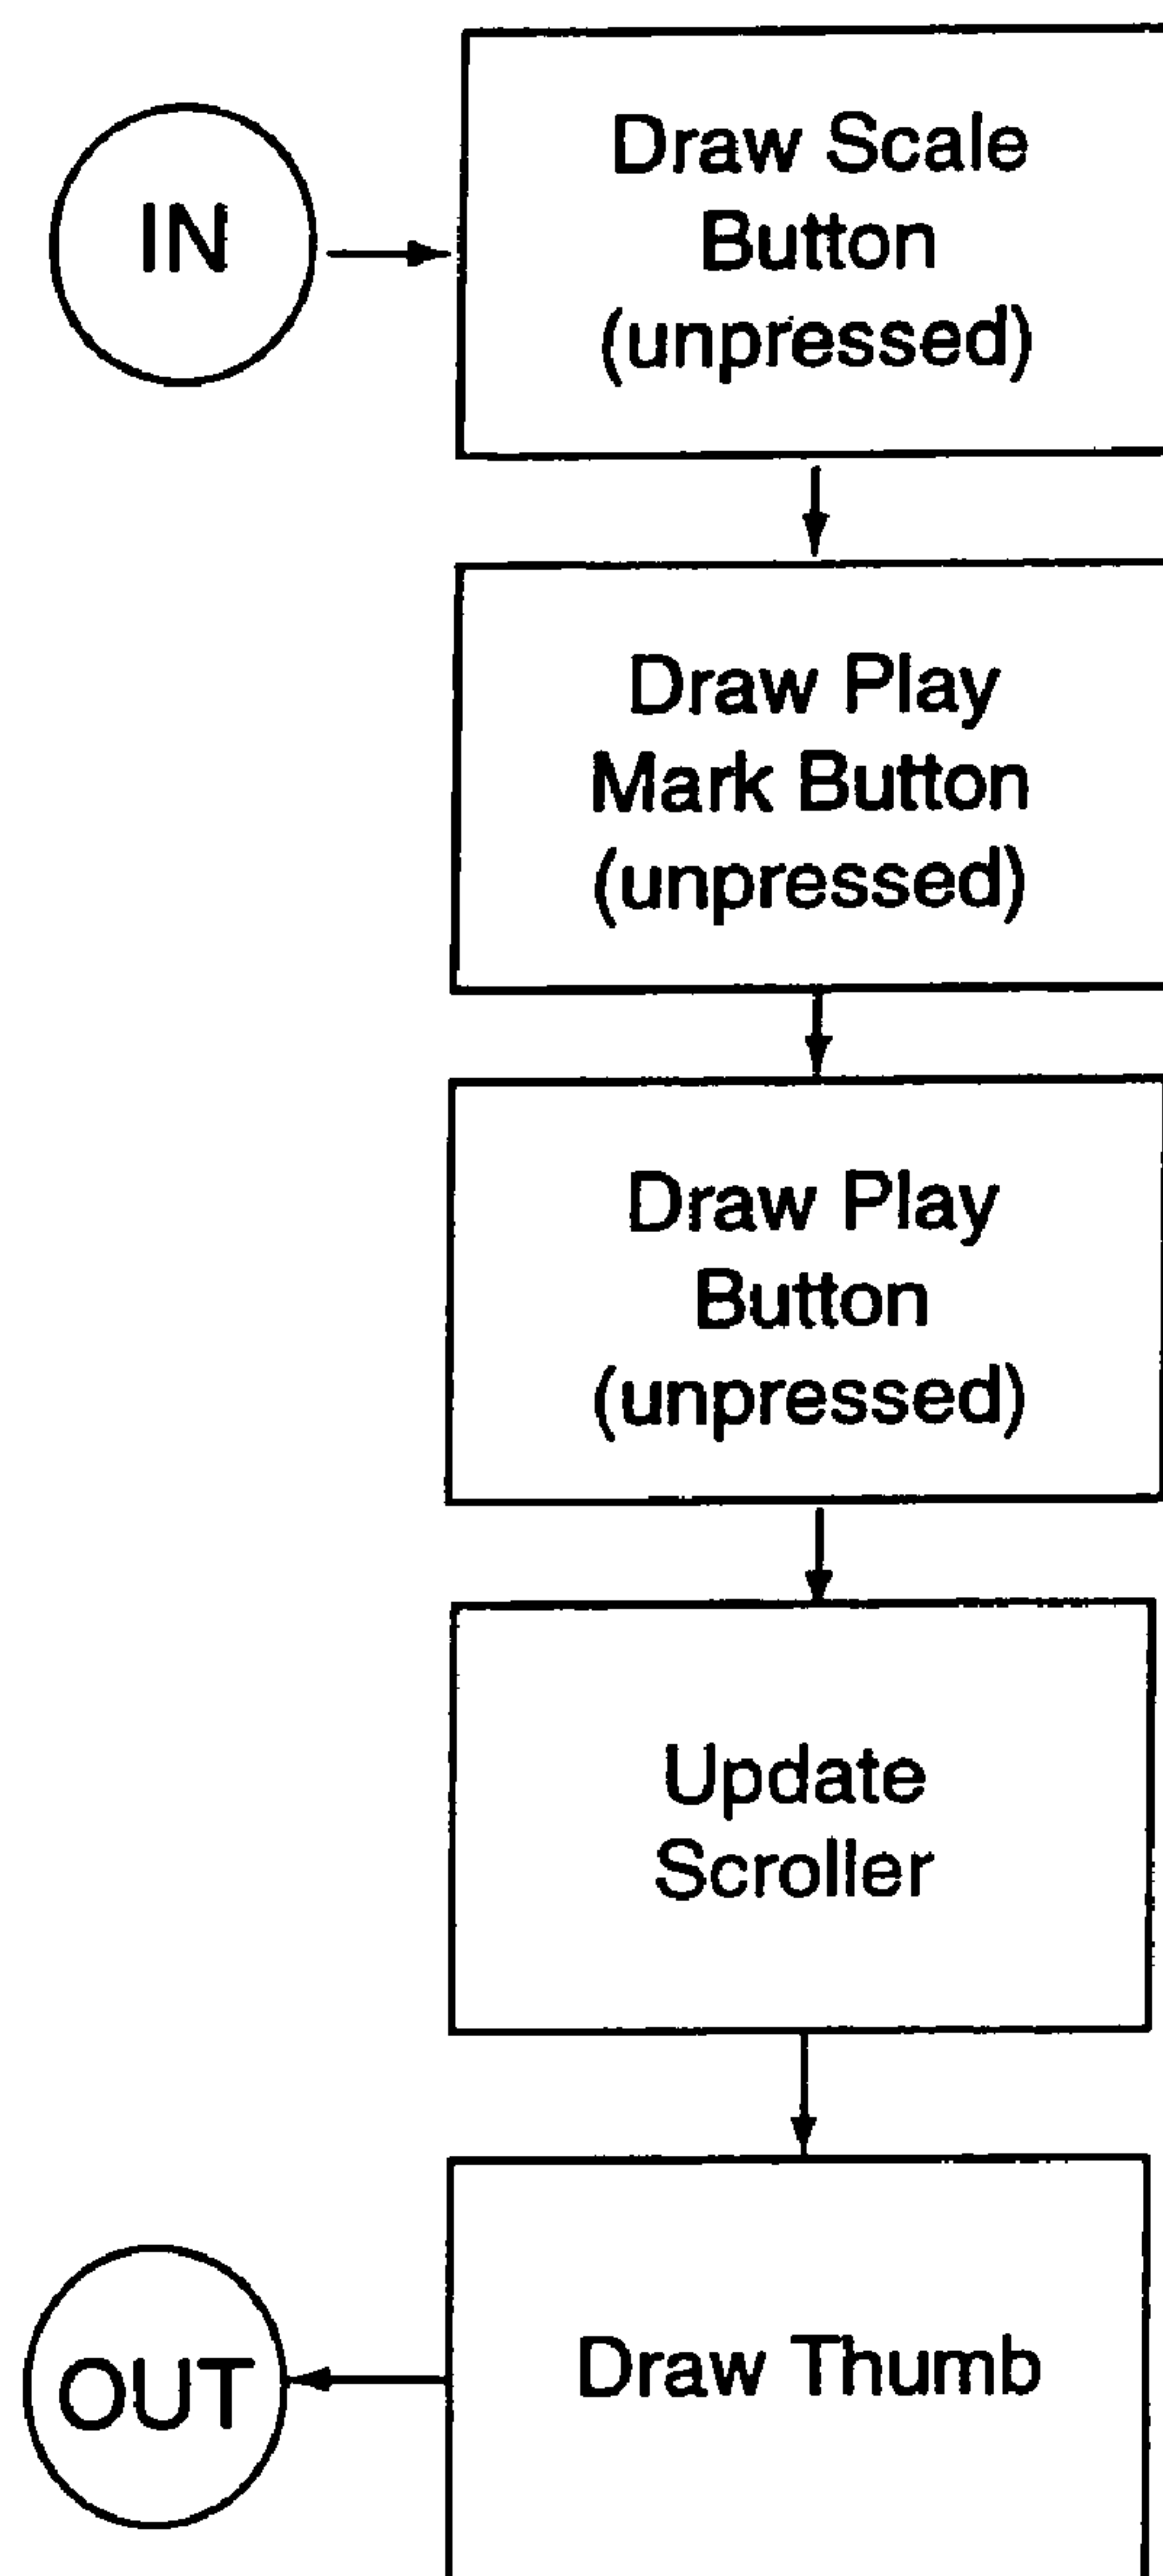 IN
Draw Scale
Button
(unpressed)
Draw Play
Mark Button
(unpressed)
Draw Play
Button
(unpressed)
Update
Scroller
Draw Thumb
OUT